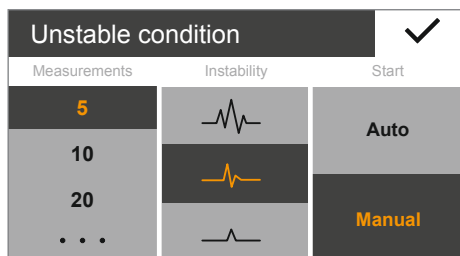 Unstable condition
Measurements Instability Start
5
10
20
. . .
Auto
Manual